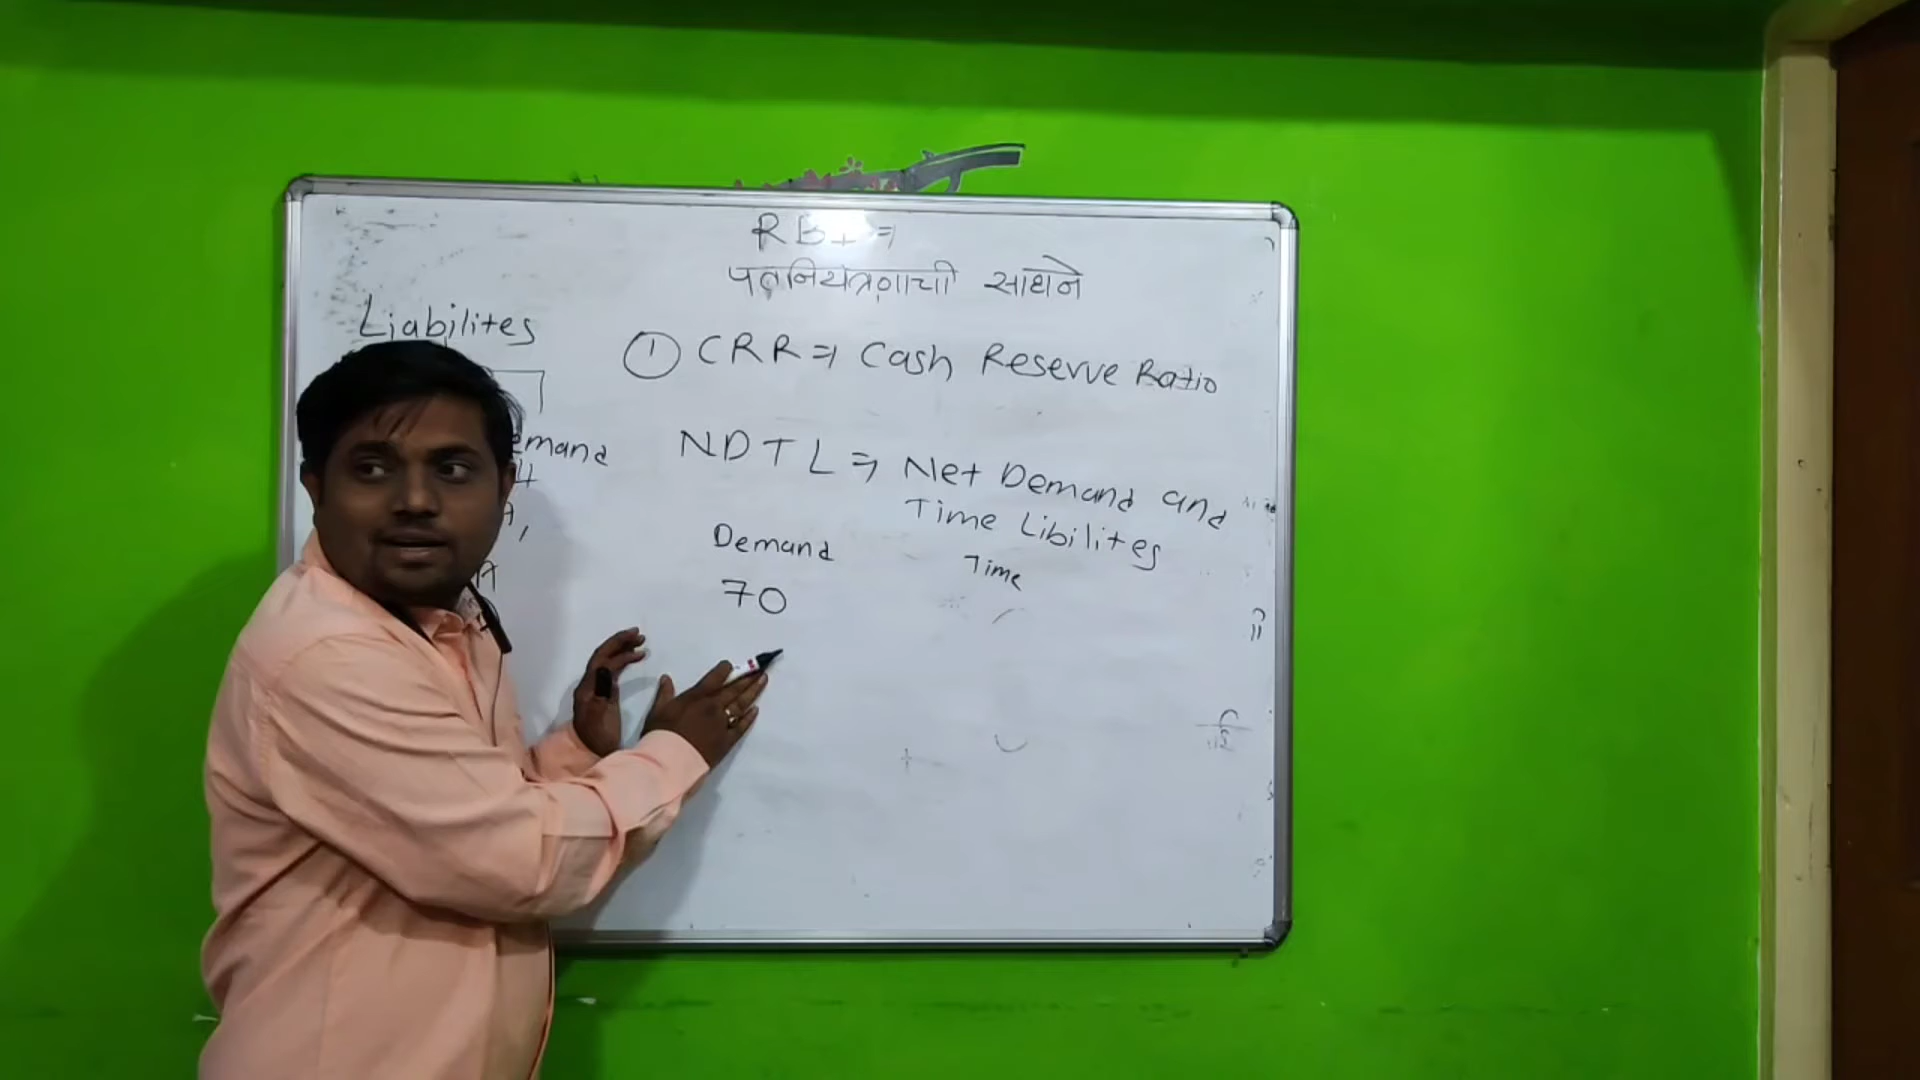 RBI ⇒
पतनियंत्रणाची साधने
Liabilites
① CRR ⇒ Cash Reserve Ratio
NDTL ⇒ Net Demand and
Time Libilites
Demand Time
70